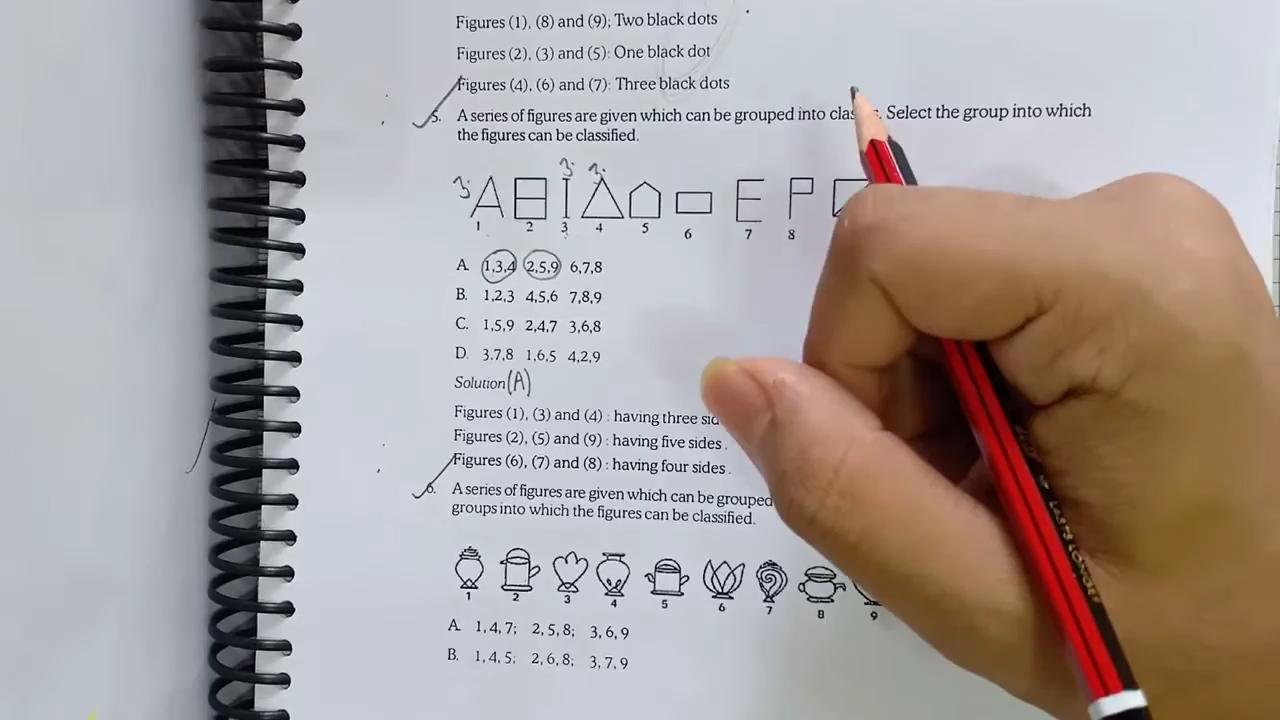 Figures (1), (8) and (9); Two black dots
Figures (2), (3) and (5): One black dot
Figures (4), (6) and (7): Three black dots
5. A series of figures are given which can be grouped into Select the group into which
the figures can be classified.
3 3 3
A E P
1 2 3 4 5 6 7 8
A. 1,3,4 2,5,9 6,7,8
B. 1,2,3 4,5,6 7,8,9
C. 1,5,9 2,4,7 3,6,8
D. 3.7,8 1,6,5 4,2,9
Solution (A)
Figures (1), (3) and (4) : having three
Figures (2), (5) and (9) : having five sides .
Figures (6), (7) and (8) : having four sides .
6. A series of figures are given which can be grouped
groups into which the figures can be classified.
1 2 3 4 5 6 7 8 9
A. 1, 4, 7; 2, 5, 8; 3, 6, 9
B. 1, 4, 5; 2, 6, 8; 3, 7, 9